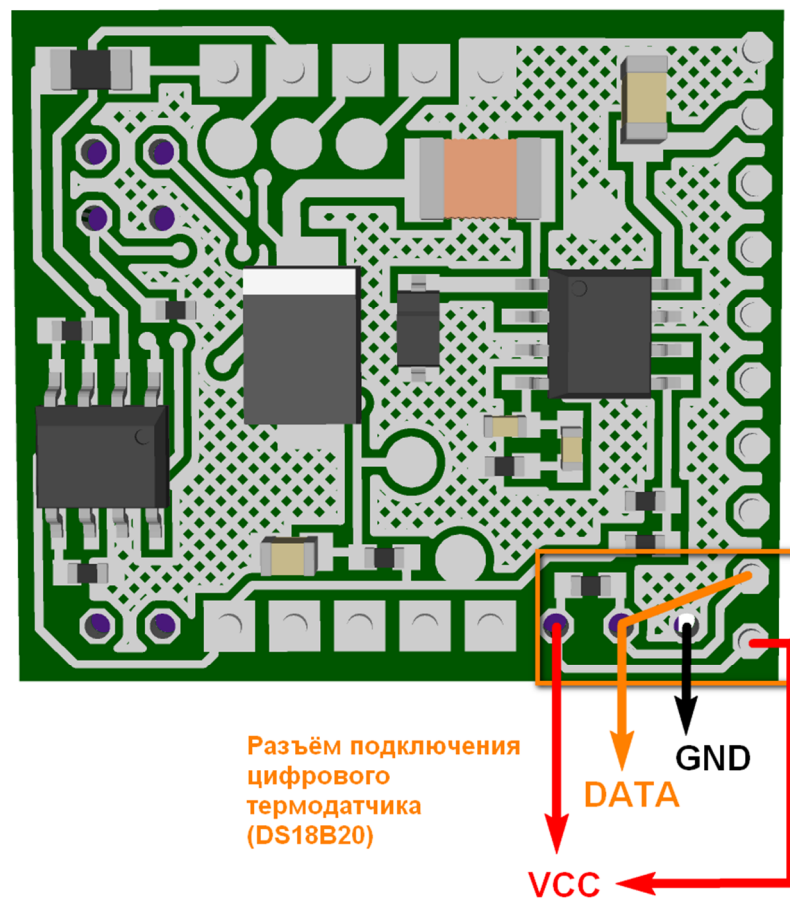 Разъём подключения
цифрового
термодатчика
(DS18B20)
GND
DATA
VCC